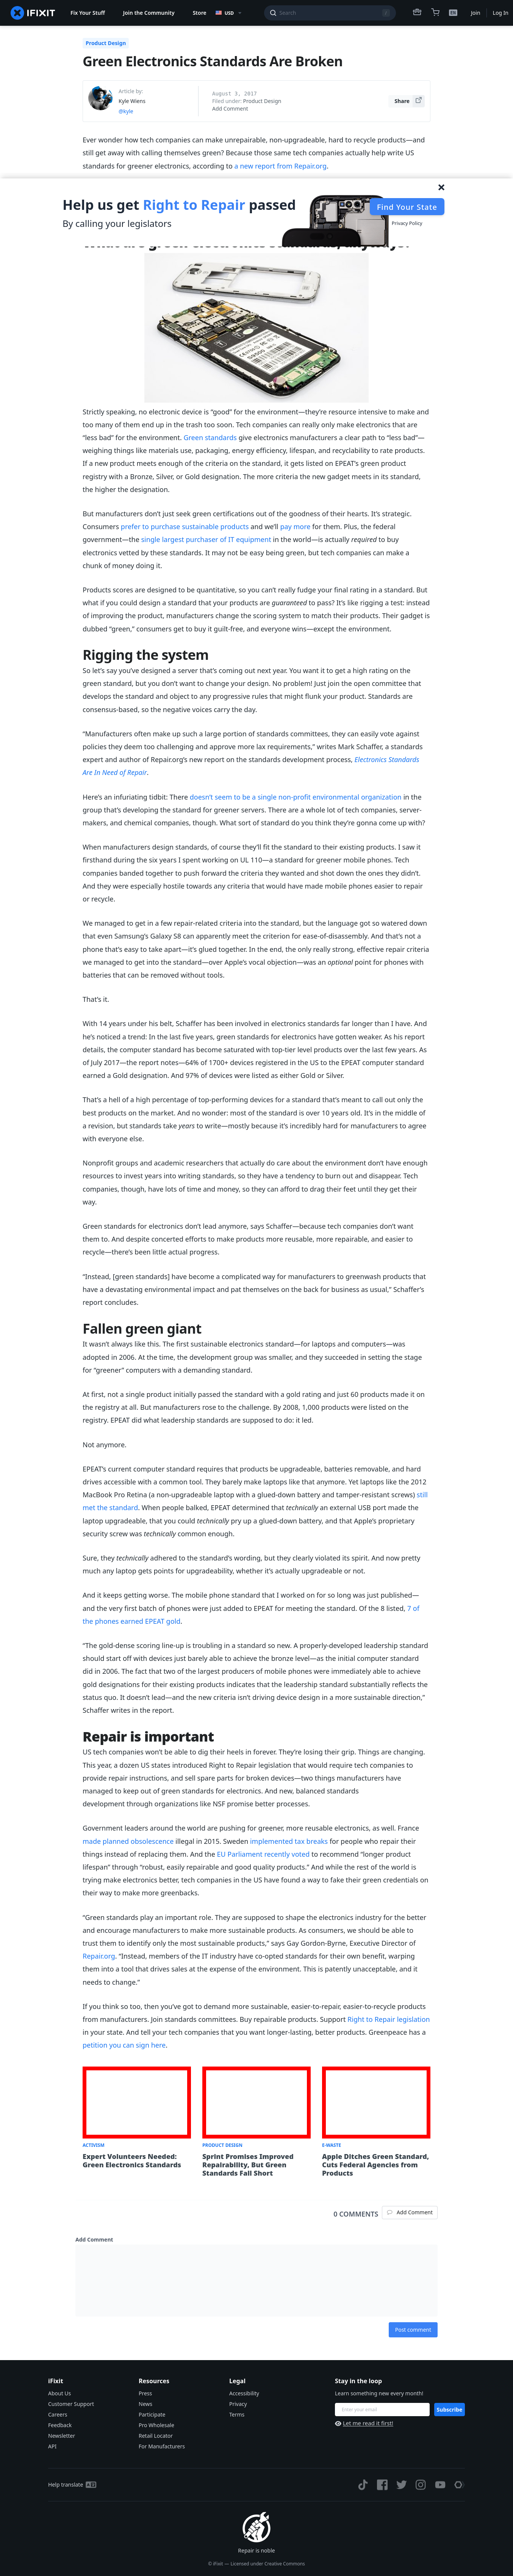 IFIXIT
Fix Your Stuff
Join the Community
Store
USD
Search
/
EN
Join
Log In
Product Design
Green Electronics Standards Are Broken
Article by:
Kyle Wiens
@kyle
August 3, 2017
Filed under: Product Design
Add Comment
Share
Ever wonder how tech companies can make unrepairable, non-upgradeable, hard to recycle products—and
still get away with calling themselves green? Because those same tech companies actually help write US
standards for greener electronics, according to a new report from Repair.org.
Help us get Right to Repair passed
By calling your legislators
Find Your State
Privacy Policy
Strictly speaking, no electronic device is “good” for the environment—they’re resource intensive to make and
too many of them end up in the trash too soon. Tech companies can really only make electronics that are
“less bad” for the environment. Green standards give electronics manufacturers a clear path to “less bad”—
weighing things like materials use, packaging, energy efficiency, lifespan, and recyclability to rate products.
If a new product meets enough of the criteria on the standard, it gets listed on EPEAT’s green product
registry with a Bronze, Silver, or Gold designation. The more criteria the new gadget meets in its standard,
the higher the designation.
But manufacturers don’t just seek green certifications out of the goodness of their hearts. It’s strategic.
Consumers prefer to purchase sustainable products and we’ll pay more for them. Plus, the federal
government—the single largest purchaser of IT equipment in the world—is actually required to buy
electronics vetted by these standards. It may not be easy being green, but tech companies can make a
chunk of money doing it.
Products scores are designed to be quantitative, so you can’t really fudge your final rating in a standard. But
what if you could design a standard that your products are guaranteed to pass? It’s like rigging a test: instead
of improving the product, manufacturers change the scoring system to match their products. Their gadget is
dubbed “green,” consumers get to buy it guilt-free, and everyone wins—except the environment.
Rigging the system
So let’s say you’ve designed a server that’s coming out next year. You want it to get a high rating on the
green standard, but you don’t want to change your design. No problem! Just join the open committee that
develops the standard and object to any progressive rules that might flunk your product. Standards are
consensus-based, so the negative voices carry the day.
“Manufacturers often make up such a large portion of standards committees, they can easily vote against
policies they deem too challenging and approve more lax requirements,” writes Mark Schaffer, a standards
expert and author of Repair.org’s new report on the standards development process, Electronics Standards
Are In Need of Repair.
Here’s an infuriating tidbit: There doesn’t seem to be a single non-profit environmental organization in the
group that’s developing the standard for greener servers. There are a whole lot of tech companies, server-
makers, and chemical companies, though. What sort of standard do you think they’re gonna come up with?
When manufacturers design standards, of course they’ll fit the standard to their existing products. I saw it
firsthand during the six years I spent working on UL 110—a standard for greener mobile phones. Tech
companies banded together to push forward the criteria they wanted and shot down the ones they didn’t.
And they were especially hostile towards any criteria that would have made mobile phones easier to repair
or recycle.
We managed to get in a few repair-related criteria into the standard, but the language got so watered down
that even Samsung’s Galaxy S8 can apparently meet the criterion for ease-of-disassembly. And that’s not a
phone that’s easy to take apart—it’s glued together. In the end, the only really strong, effective repair criteria
we managed to get into the standard—over Apple’s vocal objection—was an optional point for phones with
batteries that can be removed without tools.
That’s it.
With 14 years under his belt, Schaffer has been involved in electronics standards far longer than I have. And
he’s noticed a trend: In the last five years, green standards for electronics have gotten weaker. As his report
details, the computer standard has become saturated with top-tier level products over the last few years. As
of July 2017—the report notes—64% of 1700+ devices registered in the US to the EPEAT computer standard
earned a Gold designation. And 97% of devices were listed as either Gold or Silver.
That’s a hell of a high percentage of top-performing devices for a standard that’s meant to call out only the
best products on the market. And no wonder: most of the standard is over 10 years old. It’s in the middle of
a revision, but standards take years to write—mostly because it’s incredibly hard for manufacturers to agree
with everyone else.
Nonprofit groups and academic researchers that actually do care about the environment don’t have enough
resources to invest years into writing standards, so they have a tendency to burn out and disappear. Tech
companies, though, have lots of time and money, so they can afford to drag their feet until they get their
way.
Green standards for electronics don’t lead anymore, says Schaffer—because tech companies don’t want
them to. And despite concerted efforts to make products more reusable, more repairable, and easier to
recycle—there’s been little actual progress.
“Instead, [green standards] have become a complicated way for manufacturers to greenwash products that
have a devastating environmental impact and pat themselves on the back for business as usual,” Schaffer’s
report concludes.
Fallen green giant
It wasn’t always like this. The first sustainable electronics standard—for laptops and computers—was
adopted in 2006. At the time, the development group was smaller, and they succeeded in setting the stage
for “greener” computers with a demanding standard.
At first, not a single product initially passed the standard with a gold rating and just 60 products made it on
the registry at all. But manufacturers rose to the challenge. By 2008, 1,000 products were listed on the
registry. EPEAT did what leadership standards are supposed to do: it led.
Not anymore.
EPEAT’s current computer standard requires that products be upgradeable, batteries removable, and hard
drives accessible with a common tool. They barely make laptops like that anymore. Yet laptops like the 2012
MacBook Pro Retina (a non-upgradeable laptop with a glued-down battery and tamper-resistant screws) still
met the standard. When people balked, EPEAT determined that technically an external USB port made the
laptop upgradeable, that you could technically pry up a glued-down battery, and that Apple’s proprietary
security screw was technically common enough.
Sure, they technically adhered to the standard’s wording, but they clearly violated its spirit. And now pretty
much any laptop gets points for upgradeability, whether it’s actually upgradeable or not.
And it keeps getting worse. The mobile phone standard that I worked on for so long was just published—
and the very first batch of phones were just added to EPEAT for meeting the standard. Of the 8 listed, 7 of
the phones earned EPEAT gold.
“The gold-dense scoring line-up is troubling in a standard so new. A properly-developed leadership standard
should start off with devices just barely able to achieve the bronze level—as the initial computer standard
did in 2006. The fact that two of the largest producers of mobile phones were immediately able to achieve
gold designations for their existing products indicates that the leadership standard substantially reflects the
status quo. It doesn’t lead—and the new criteria isn’t driving device design in a more sustainable direction,”
Schaffer writes in the report.
Repair is important
US tech companies won’t be able to dig their heels in forever. They’re losing their grip. Things are changing.
This year, a dozen US states introduced Right to Repair legislation that would require tech companies to
provide repair instructions, and sell spare parts for broken devices—two things manufacturers have
managed to keep out of green standards for electronics. And new, balanced standards
development through organizations like NSF promise better processes.
Government leaders around the world are pushing for greener, more reusable electronics, as well. France
made planned obsolescence illegal in 2015. Sweden implemented tax breaks for people who repair their
things instead of replacing them. And the EU Parliament recently voted to recommend “longer product
lifespan” through “robust, easily repairable and good quality products.” And while the rest of the world is
trying make electronics better, tech companies in the US have found a way to fake their green credentials on
their way to make more greenbacks.
“Green standards play an important role. They are supposed to shape the electronics industry for the better
and encourage manufacturers to make more sustainable products. As consumers, we should be able to
trust them to identify only the most sustainable products,” says Gay Gordon-Byrne, Executive Director of
Repair.org. “Instead, members of the IT industry have co-opted standards for their own benefit, warping
them into a tool that drives sales at the expense of the environment. This is patently unacceptable, and it
needs to change.”
If you think so too, then you’ve got to demand more sustainable, easier-to-repair, easier-to-recycle products
from manufacturers. Join standards committees. Buy repairable products. Support Right to Repair legislation
in your state. And tell your tech companies that you want longer-lasting, better products. Greenpeace has a
petition you can sign here.
ACTIVISM
Expert Volunteers Needed:
Green Electronics Standards
PRODUCT DESIGN
Sprint Promises Improved
Repairability, But Green
Standards Fall Short
E-WASTE
Apple Ditches Green Standard,
Cuts Federal Agencies from
Products
0 COMMENTS
Add Comment
Add Comment
Post comment
iFixit
About Us
Customer Support
Careers
Feedback
Newsletter
API
Resources
Press
News
Participate
Pro Wholesale
Retail Locator
For Manufacturers
Legal
Accessibility
Privacy
Terms
Stay in the loop
Learn something new every month!
Enter your email
Subscribe
Let me read it first!
Help translate
Repair is noble
© iFixit — Licensed under Creative Commons